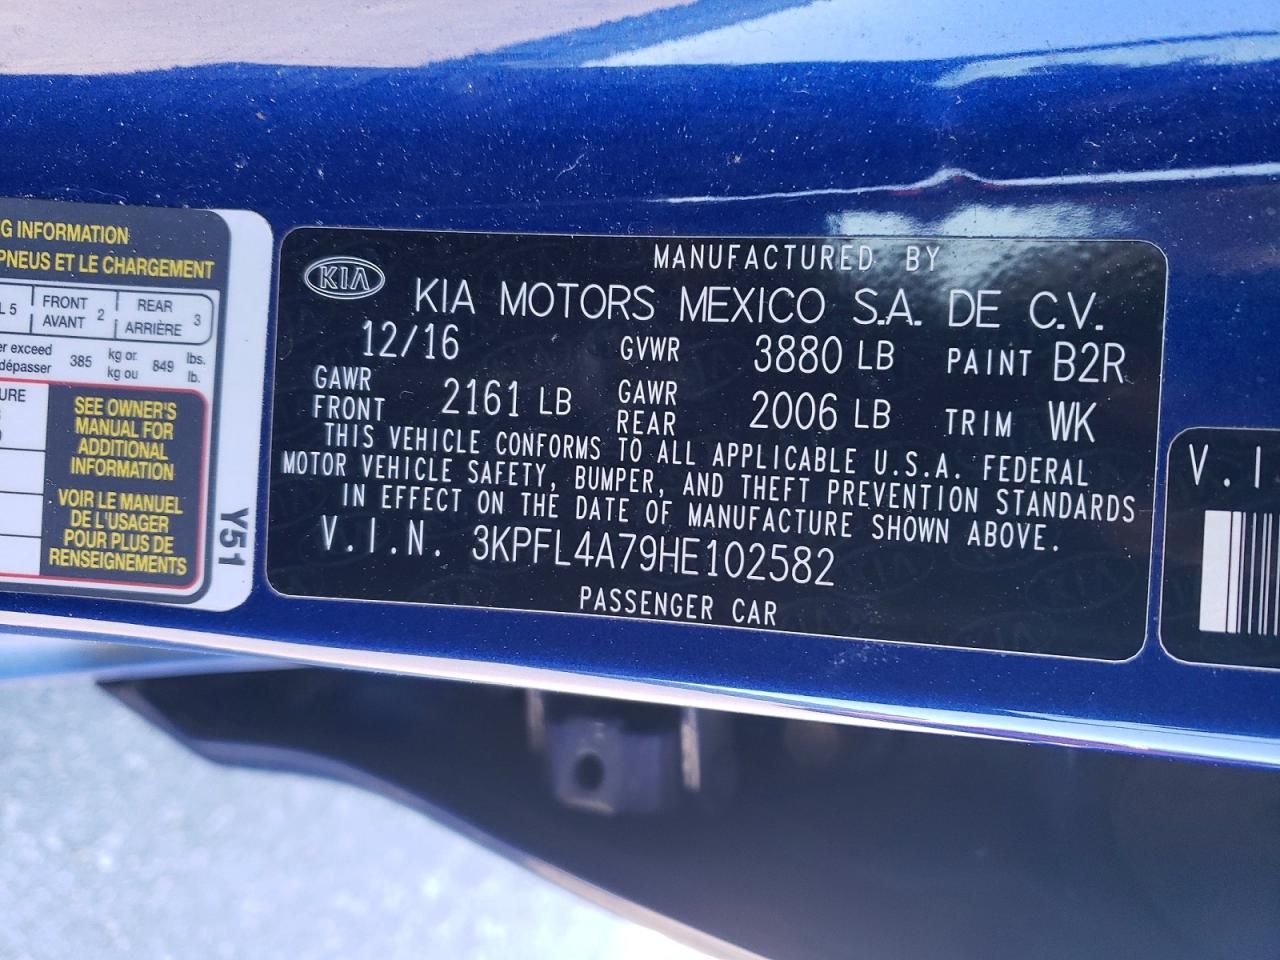 G INFORMATION
PNEUS ET LE CHARGEMENT
L 5 FRONT 2 REAR 3
AVANT ARRIÈRE
er exceed 385 kg or 849 lbs.
dépasser kg ou lb.
URE
SEE OWNER'S
MANUAL FOR
ADDITIONAL
INFORMATION
VOIR LE MANUEL
DE L'USAGER
POUR PLUS DE
RENSEIGNEMENTS
Y51
MANUFACTURED BY
KIA KIA MOTORS MEXICO S.A. DE C.V.
12/16 GVWR 3880 LB PAINT B2R
GAWR FRONT 2161 LB GAWR REAR 2006 LB TRIM WK
THIS VEHICLE CONFORMS TO ALL APPLICABLE U.S.A. FEDERAL
MOTOR VEHICLE SAFETY, BUMPER, AND THEFT PREVENTION STANDARDS
IN EFFECT ON THE DATE OF MANUFACTURE SHOWN ABOVE.
V.I.N. 3KPFL4A79HE102582
PASSENGER CAR
V.I